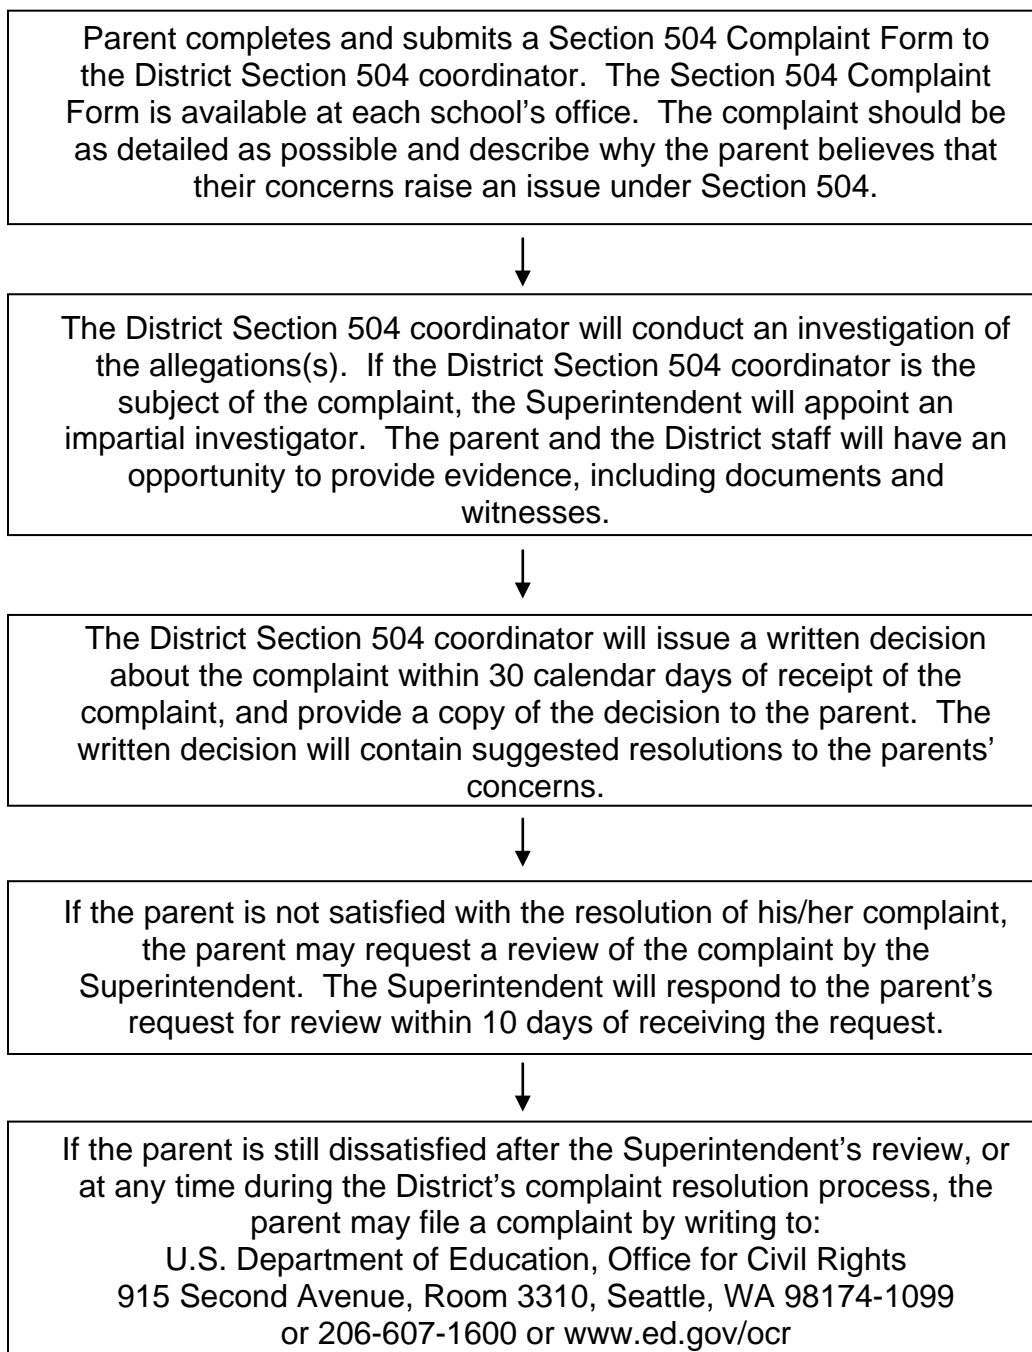 Parent completes and submits a Section 504 Complaint Form to
the District Section 504 coordinator.  The Section 504 Complaint
Form is available at each school’s office.  The complaint should be
as detailed as possible and describe why the parent believes that
their concerns raise an issue under Section 504.
The District Section 504 coordinator will conduct an investigation of
the allegations(s).  If the District Section 504 coordinator is the
subject of the complaint, the Superintendent will appoint an
impartial investigator.  The parent and the District staff will have an
opportunity to provide evidence, including documents and
witnesses.
The District Section 504 coordinator will issue a written decision
about the complaint within 30 calendar days of receipt of the
complaint, and provide a copy of the decision to the parent.  The
written decision will contain suggested resolutions to the parents’
concerns.
If the parent is not satisfied with the resolution of his/her complaint,
the parent may request a review of the complaint by the
Superintendent.  The Superintendent will respond to the parent’s
request for review within 10 days of receiving the request.
If the parent is still dissatisfied after the Superintendent’s review, or
at any time during the District’s complaint resolution process, the
parent may file a complaint by writing to:
U.S. Department of Education, Office for Civil Rights
915 Second Avenue, Room 3310, Seattle, WA 98174-1099
or 206-607-1600 or www.ed.gov/ocr